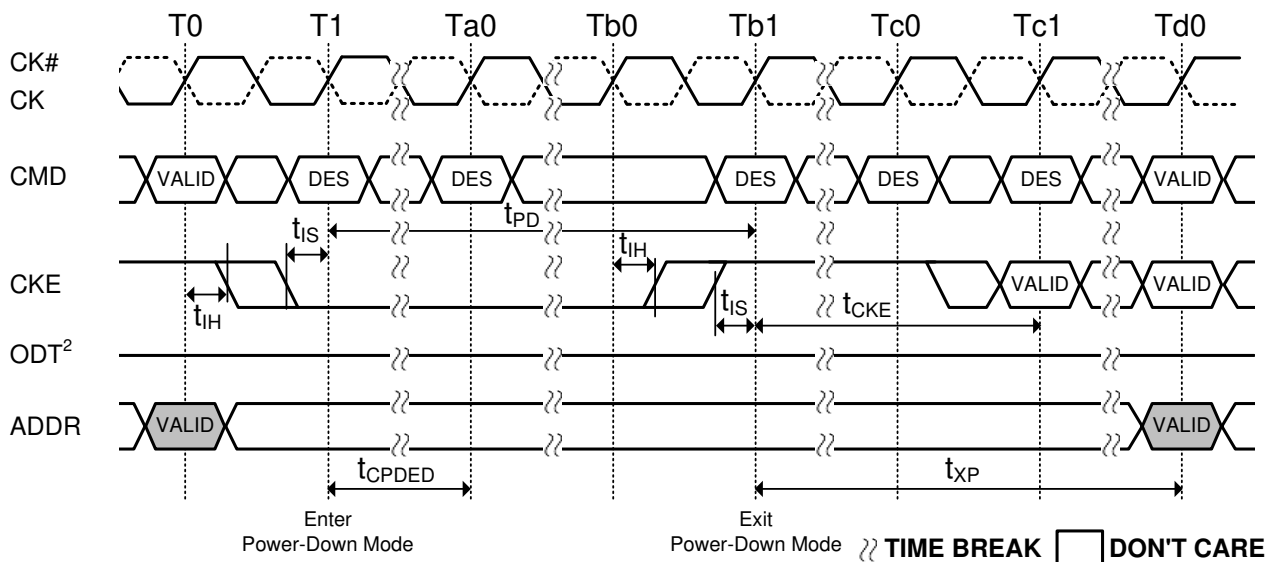 T0 T1 Ta0 Tb0 Tb1 Tc0 Tc1 Td0
CK#
CK
CMD VALID DES DES DES DES DES VALID
tIS tPD tIH
CKE VALID VALID
tIH tIS tCKE
ODT²
ADDR VALID VALID
tCPDED tXP
Enter
Power-Down Mode
Exit
Power-Down Mode
TIME BREAK DON'T CARE